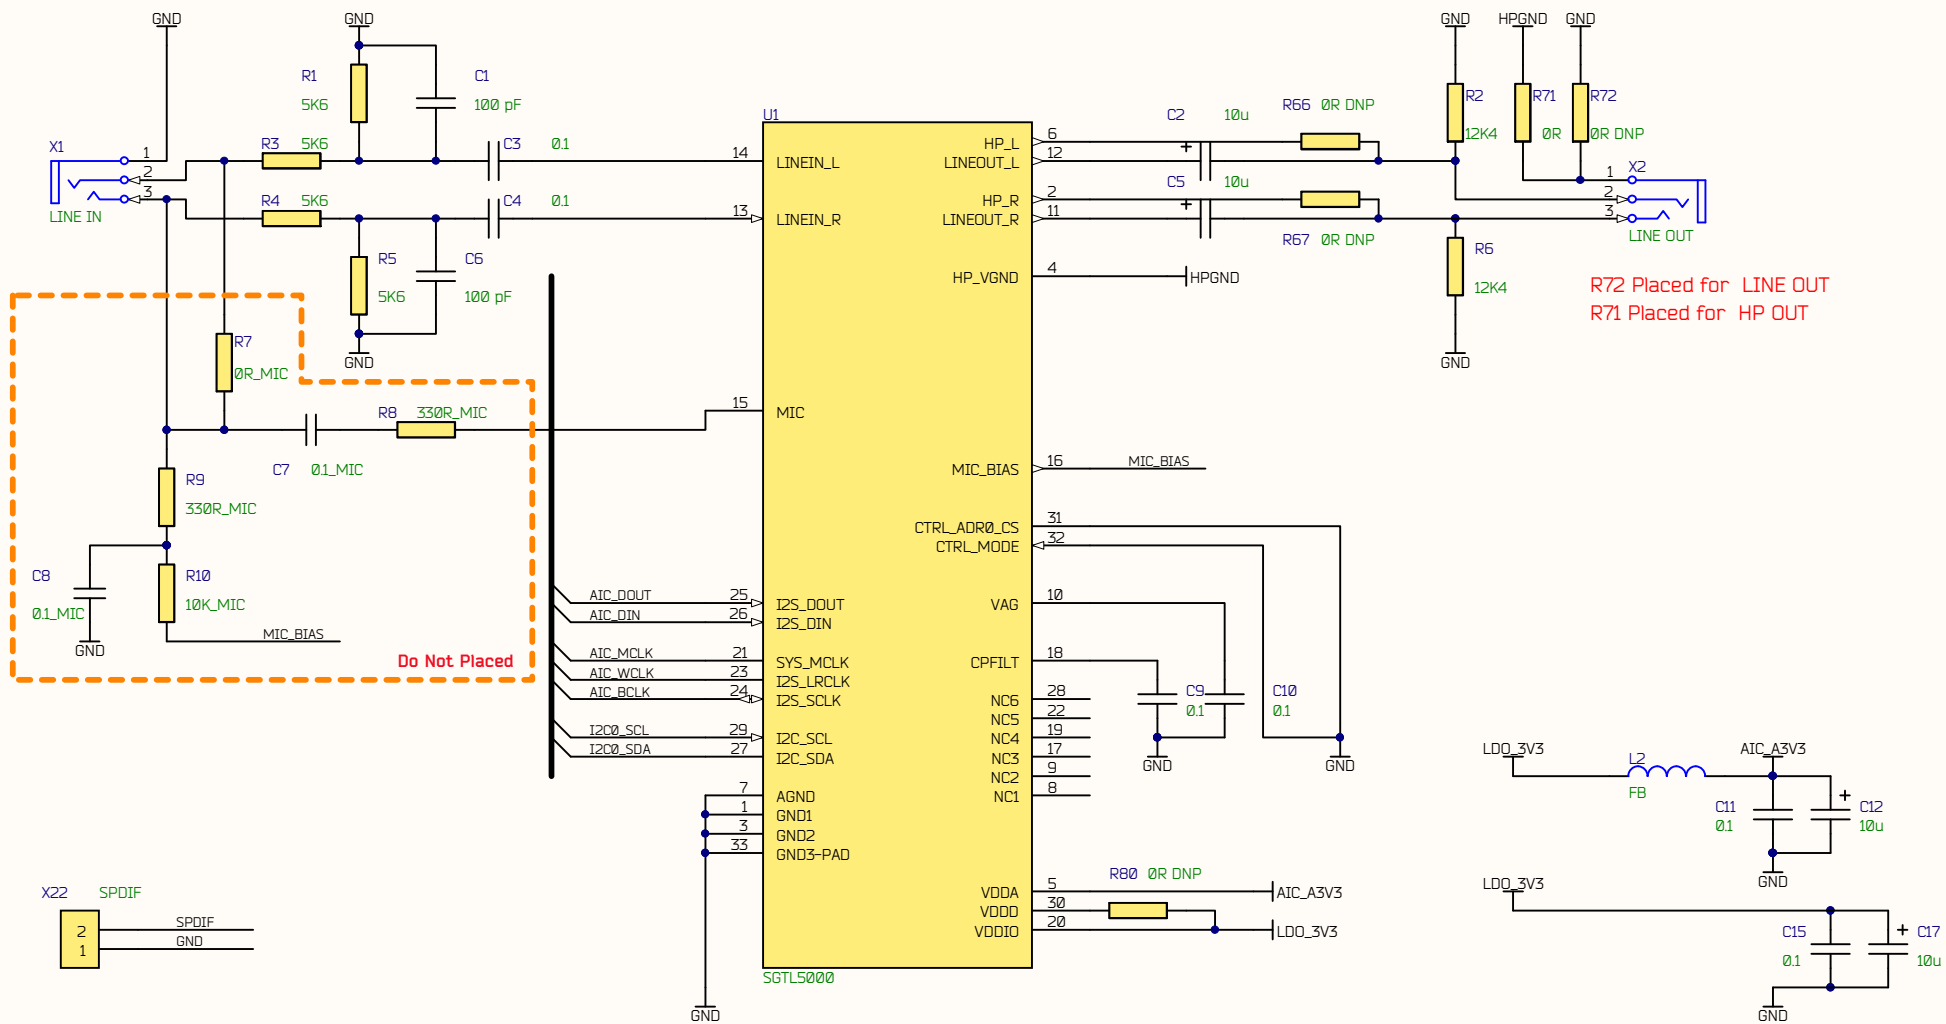 GND
GND
R1
5K6
C1
100 pF
X1
1
2
3
LINE IN
R3
5K6
C3
0.1
R4
5K6
C4
0.1
R5
5K6
C6
100 pF
GND
R7
0R_MIC
R8
330R_MIC
C7
0.1_MIC
R9
330R_MIC
C8
0.1_MIC
R10
10K_MIC
GND
MIC_BIAS
Do Not Placed
X22
SPDIF
2
1
SPDIF
GND
AIC_DOUT
AIC_DIN
AIC_MCLK
AIC_WCLK
AIC_BCLK
I2C0_SCL
I2C0_SDA
U1
14
LINEIN_L
13
LINEIN_R
15
MIC
25
I2S_DOUT
26
I2S_DIN
21
SYS_MCLK
23
I2S_LRCLK
24
I2S_SCLK
29
I2C_SCL
27
I2C_SDA
7
AGND
1
GND1
3
GND2
33
GND3-PAD
GND
SGTL5000
HP_L
6
LINEOUT_L
12
HP_R
2
LINEOUT_R
11
HP_VGND
4
HPGND
MIC_BIAS
16
MIC_BIAS
CTRL_ADR0_CS
31
CTRL_MODE
32
VAG
10
CPFILT
18
NC6
28
NC5
22
NC4
19
NC3
17
NC2
9
NC1
8
VDDA
5
VDDD
30
VDDIO
20
R80
0R DNP
AIC_A3V3
LDO_3V3
C9
0.1
C10
0.1
GND
GND
C2
10u
+
C5
10u
+
R66
0R DNP
R67
0R DNP
GND
HPGND
GND
R2
12K4
R71
0R
R72
0R DNP
R6
12K4
GND
1
2
3
X2
LINE OUT
R72 Placed for LINE OUT
R71 Placed for HP OUT
LDO_3V3
L2
FB
AIC_A3V3
C11
0.1
+
C12
10u
GND
LDO_3V3
C15
0.1
+
C17
10u
GND